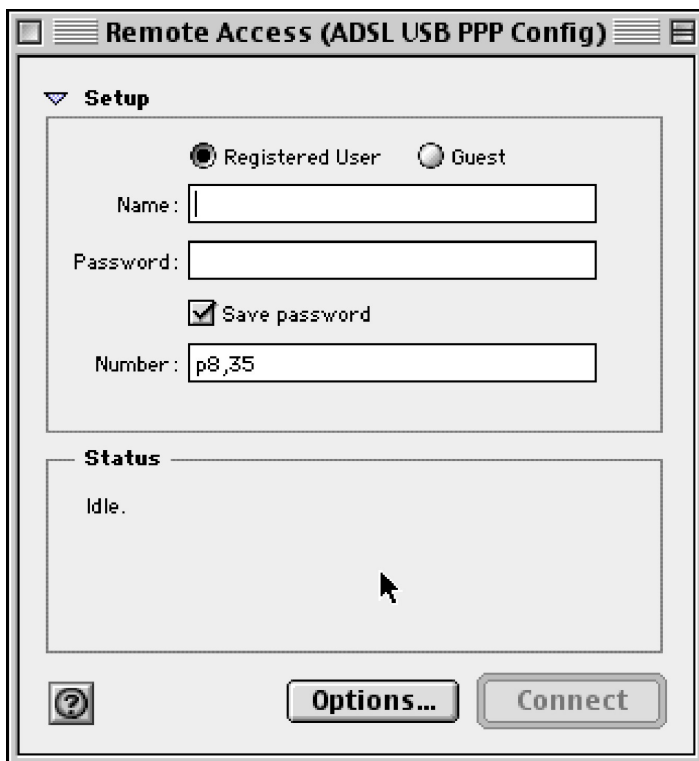 Remote Access (ADSL USB PPP Config)
Setup
Registered User Guest
Name:
Password:
Save password
Number: p8,35
Status
Idle.
? Options... Connect